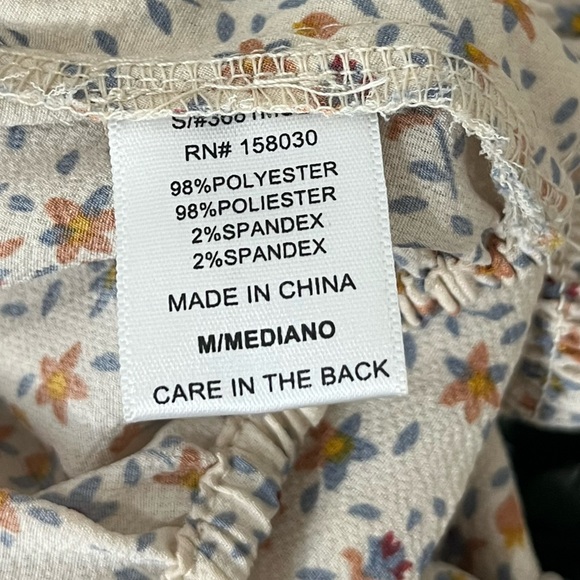 RN# 158030
98%POLYESTER
98%POLIESTER
2%SPANDEX
2%SPANDEX
MADE IN CHINA
M/MEDIANO
CARE IN THE BACK